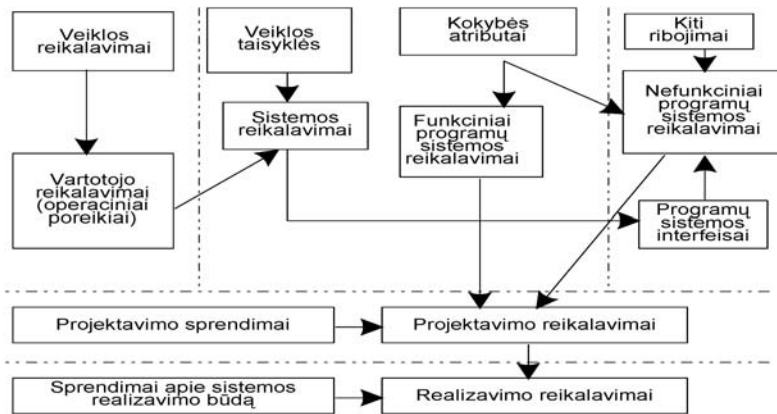 Veiklos
reikalavimai
Veiklos
taisyklės
Kokybės
atributai
Kiti
ribojimai
Sistemos
reikalavimai
Funkciniai
programų
sistemos
reikalavimai
Nefunkciniai
programų
sistemos
reikalavimai
Vartotojo
reikalavimai
(operaciniai
poreikiai)
Programų
sistemos
interfeisai
Projektavimo sprendimai
Projektavimo reikalavimai
Sprendimai apie sistemos
realizavimo būdą
Realizavimo reikalavimai